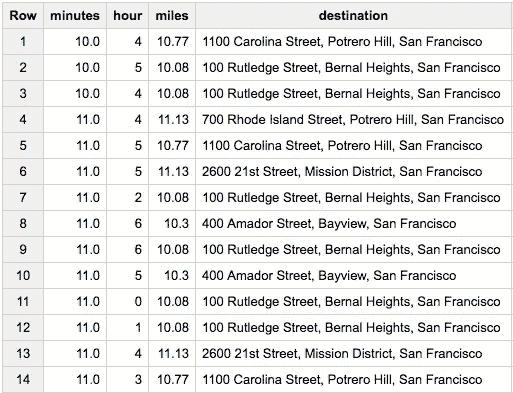 Row minutes hour miles destination
1 10.0 4 10.77 1100 Carolina Street, Potrero Hill, San Francisco
2 10.0 5 10.08 100 Rutledge Street, Bernal Heights, San Francisco
3 10.0 4 10.08 100 Rutledge Street, Bernal Heights, San Francisco
4 11.0 4 11.13 700 Rhode Island Street, Potrero Hill, San Francisco
5 11.0 5 10.77 1100 Carolina Street, Potrero Hill, San Francisco
6 11.0 5 11.13 2600 21st Street, Mission District, San Francisco
7 11.0 2 10.08 100 Rutledge Street, Bernal Heights, San Francisco
8 11.0 6 10.3 400 Amador Street, Bayview, San Francisco
9 11.0 6 10.08 100 Rutledge Street, Bernal Heights, San Francisco
10 11.0 5 10.3 400 Amador Street, Bayview, San Francisco
11 11.0 0 10.08 100 Rutledge Street, Bernal Heights, San Francisco
12 11.0 1 10.08 100 Rutledge Street, Bernal Heights, San Francisco
13 11.0 4 11.13 2600 21st Street, Mission District, San Francisco
14 11.0 3 10.77 1100 Carolina Street, Potrero Hill, San Francisco